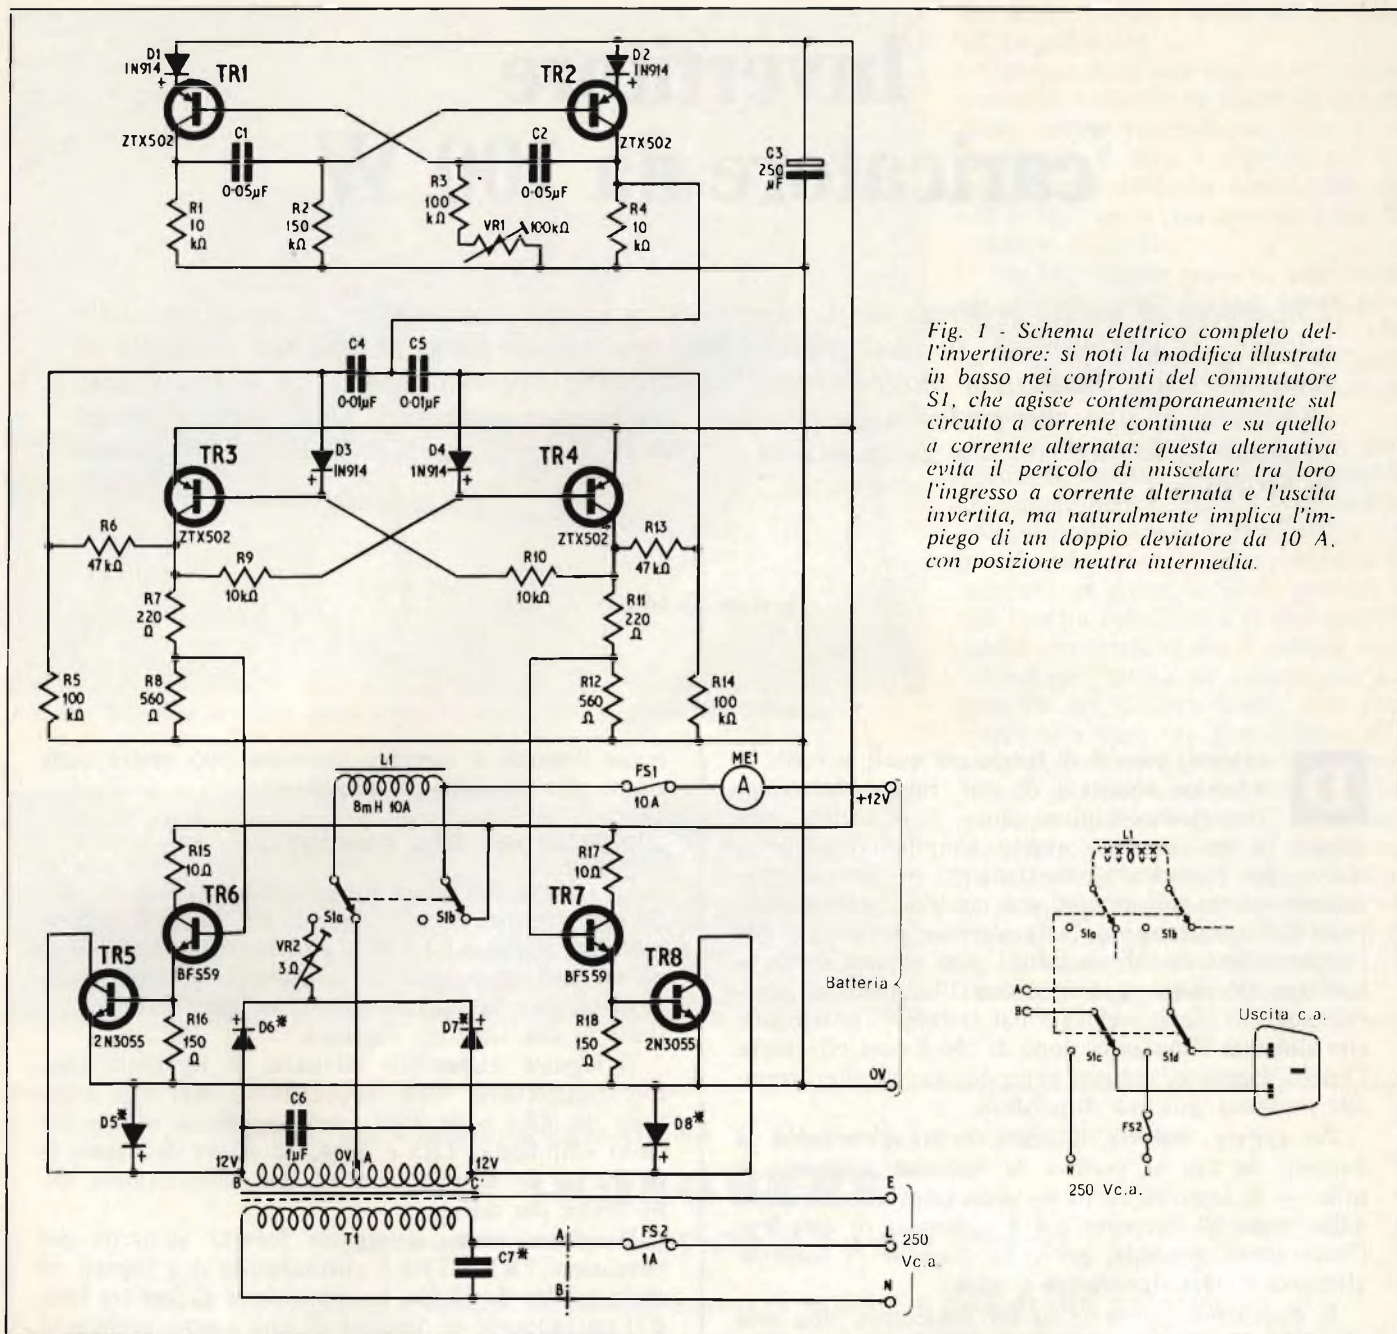 D1
1N914
+
TR1
ZTX502
D2
1N914
+
TR2
ZTX502
C1
0·05µF
C2
0·05µF
C3
250
µF
R1
10
kΩ
R2
150
kΩ
R3
100
kΩ
VR1
100kΩ
R4
10
kΩ
C4
0·01µF
C5
0·01µF
TR3
ZTX502
D3
1N914
+
D4
1N914
+
TR4
ZTX502
R6
47kΩ
R9
10kΩ
R10
10kΩ
R13
47kΩ
R7
220
Ω
R11
220
Ω
R5
100
kΩ
R8
560
Ω
R12
560
Ω
R14
100
kΩ
Fig. 1 - Schema elettrico completo del-
l'invertitore: si noti la modifica illustrata
in basso nei confronti del commutatore
S1, che agisce contemporaneamente sul
circuito a corrente continua e su quello
a corrente alternata: questa alternativa
evita il pericolo di miscelare tra loro
l'ingresso a corrente alternata e l'uscita
invertita, ma naturalmente implica l'im-
piego di un doppio deviatore da 10 A,
con posizione neutra intermedia.
L1
8mH 10A
FS1
10A
ME1
A
+12V
R15
10Ω
TR6
BFS59
S1a
S1b
VR2
3Ω
R17
10Ω
TR7
BFS59
TR5
2N3055
R16
150
Ω
TR8
2N3055
R18
150
Ω
Batteria
OV
D6*
+
D7*
+
D5*
+
D8*
+
C6
1µF
12V
B
OV
A
12V
C'
T1
C7*
A
B
FS2
1A
E
L
N
250
Vc.a.
L1
S1a
S1b
A
B
S1c
S1d
Uscita c.a.
FS2
N
L
250 Vc.a.